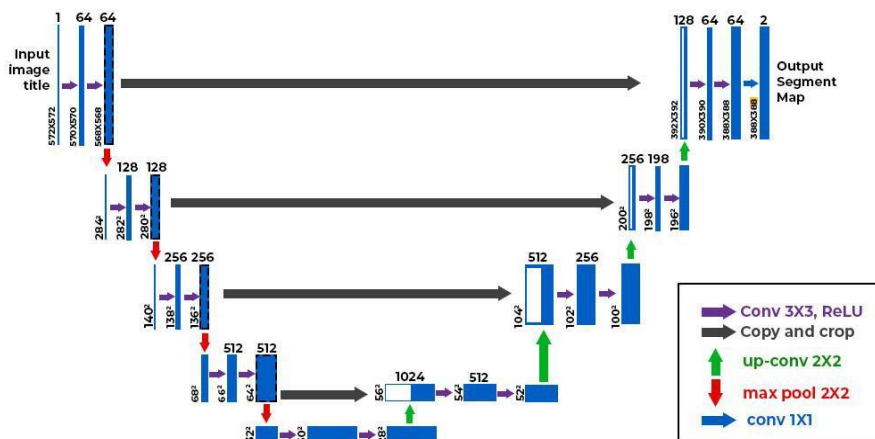 1 64 64
Input
image
title
572X572
570X570
568X568
128 64 64 2
Output
Segment
Map
392X392
390X390
388X388
388X388
128 128
284²
282²
280²
256 198
200²
198²
196²
256 256
140²
138²
136²
512 256
104²
102²
100²
512 512
68²
66²
64²
1024 512
56²
54²
52²
Conv 3X3, ReLU
Copy and crop
up-conv 2X2
max pool 2X2
conv 1X1